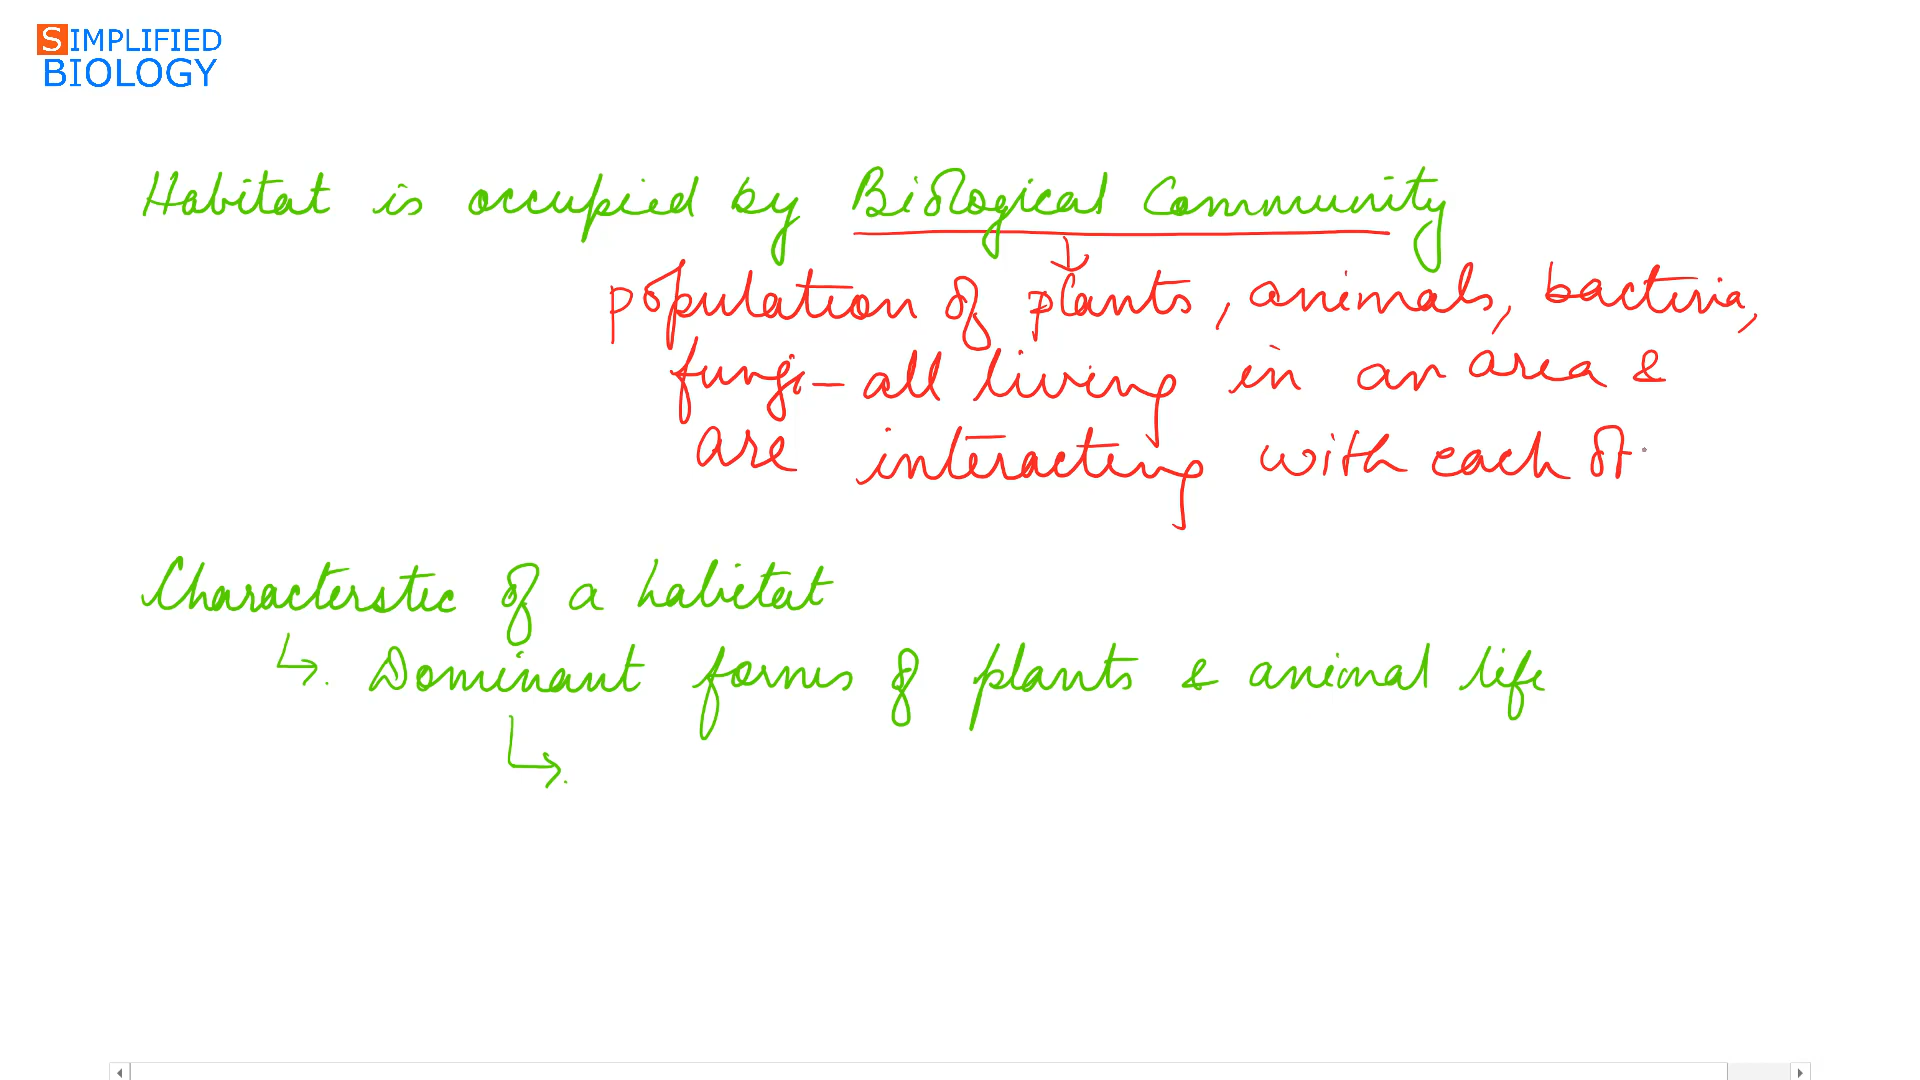 SIMPLIFIED
BIOLOGY
Habitat is occupied by Biological Community
population of plants, animals, bacteria,
fungi - all living in an area &
are interacting with each ot
Characterstic of a habitat
Dominant forms of plants & animal life